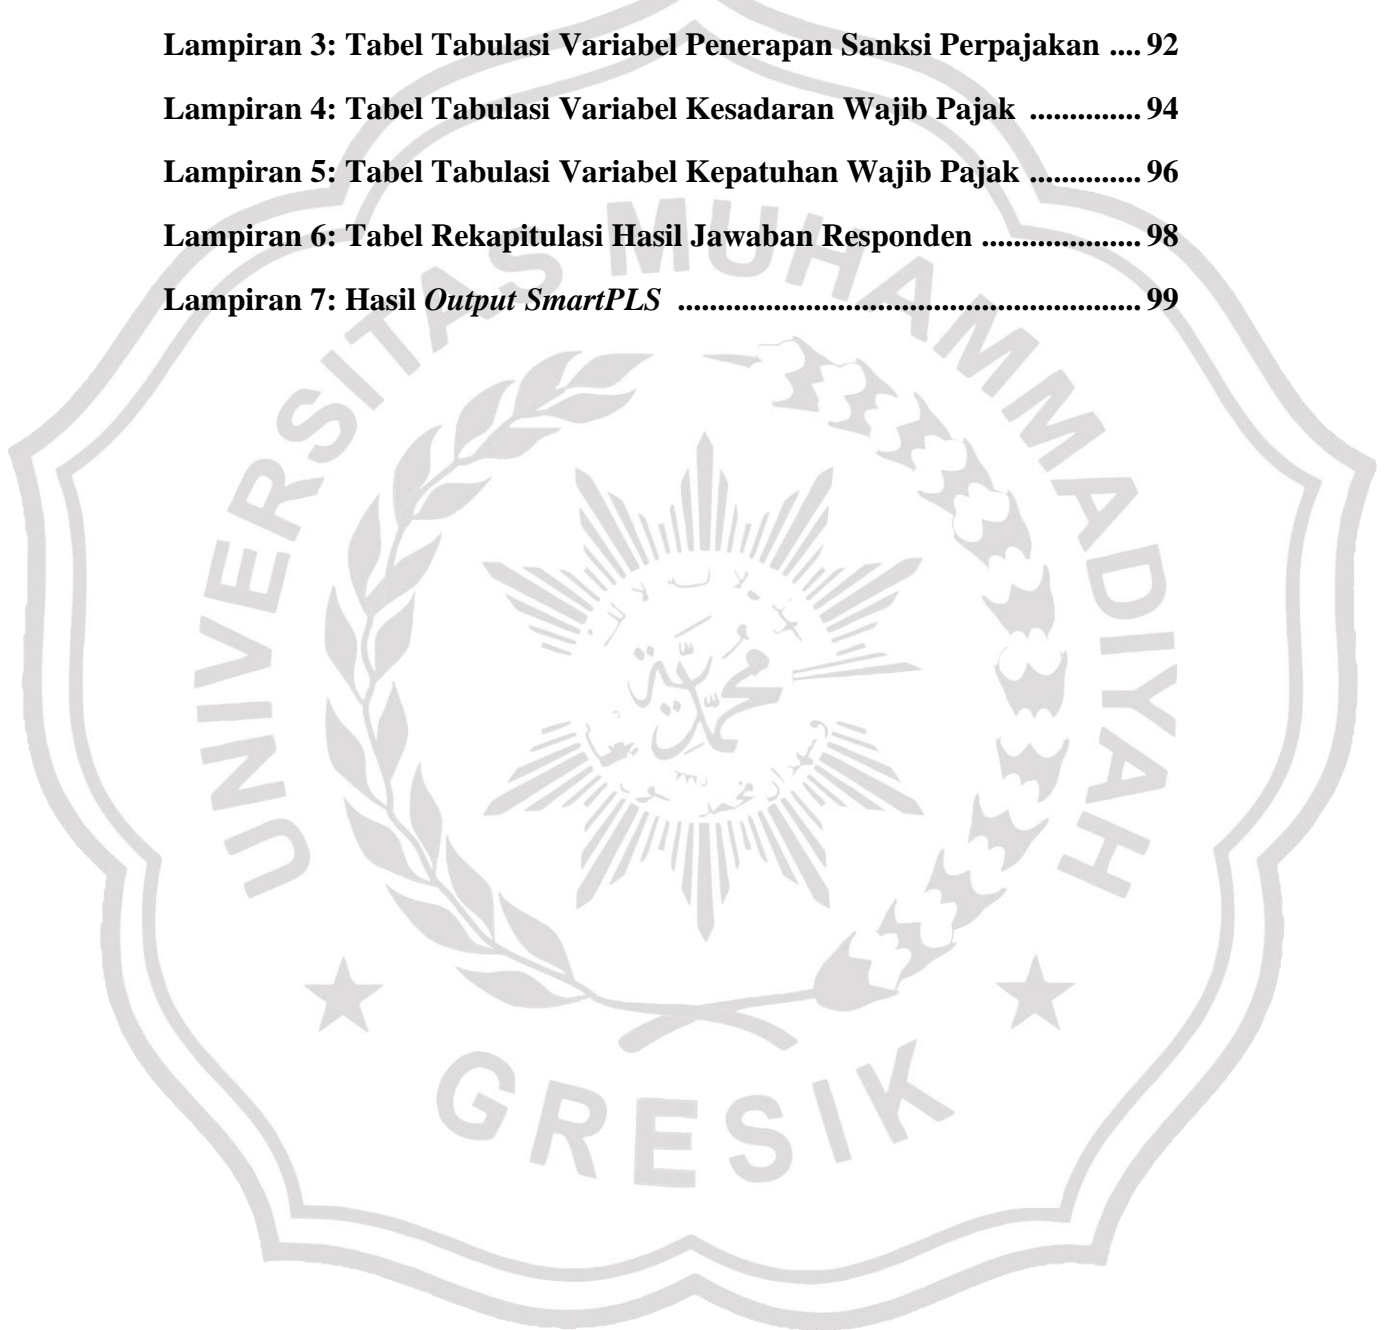 Lampiran 3: Tabel Tabulasi Variabel Penerapan Sanksi Perpajakan .... 92
Lampiran 4: Tabel Tabulasi Variabel Kesadaran Wajib Pajak .............. 94
Lampiran 5: Tabel Tabulasi Variabel Kepatuhan Wajib Pajak .............. 96
Lampiran 6: Tabel Rekapitulasi Hasil Jawaban Responden .................... 98
Lampiran 7: Hasil Output SmartPLS ........................................................... 99
UNIVERSITAS MUHAMMADIYAH
محمدية
GRESIK